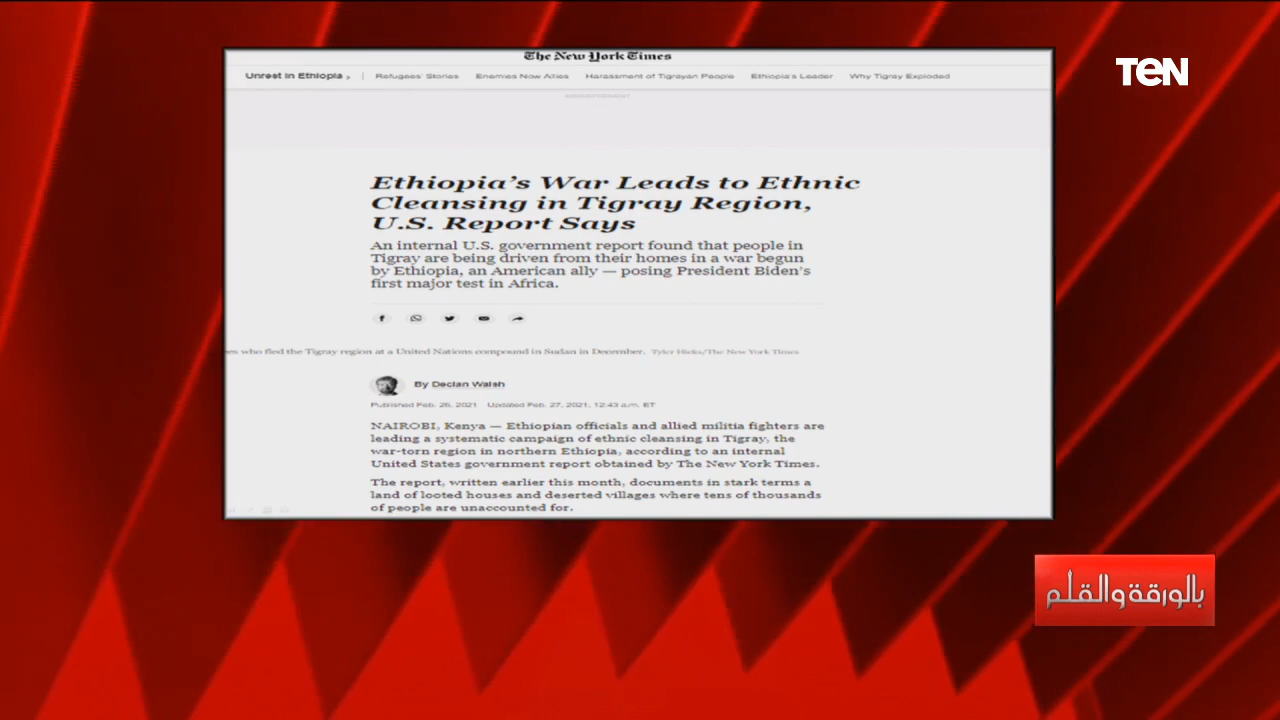 The New York Times
TEN
Unrest in Ethiopia › | Refugees' Stories Enemies Now Allies Harassment of Tigrayan People Ethiopia's Leader Why Tigray Exploded
ADVERTISEMENT
Ethiopia's War Leads to Ethnic
Cleansing in Tigray Region,
U.S. Report Says
An internal U.S. government report found that people in
Tigray are being driven from their homes in a war begun
by Ethiopia, an American ally — posing President Biden's
first major test in Africa.
who fled the Tigray region at a United Nations compound in Sudan in December. Tyler Hicks/The New York Times
By Declan Walsh
Published Feb. 26, 2021 Updated Feb. 27, 2021, 12:43 a.m. ET
NAIROBI, Kenya — Ethiopian officials and allied militia fighters are
leading a systematic campaign of ethnic cleansing in Tigray, the
war-torn region in northern Ethiopia, according to an internal
United States government report obtained by The New York Times.
The report, written earlier this month, documents in stark terms a
land of looted houses and deserted villages where tens of thousands
of people are unaccounted for.
بالورقة والقلم